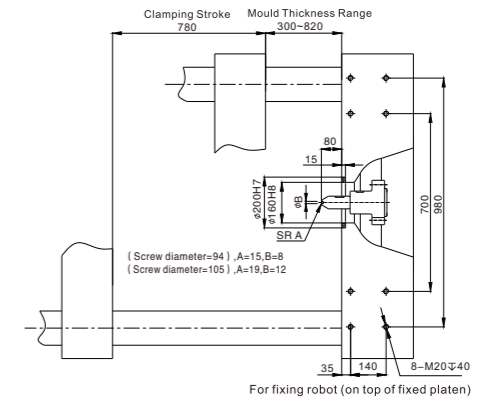 Clamping Stroke
Mould Thickness Range
780
300~820
80
15
ø200H7
ø160H8
øB
SR A
700
980
( Screw diameter=94 ) ,A=15,B=8
( Screw diameter=105 ) ,A=19,B=12
35
140
8-M20↧40
For fixing robot (on top of fixed platen)